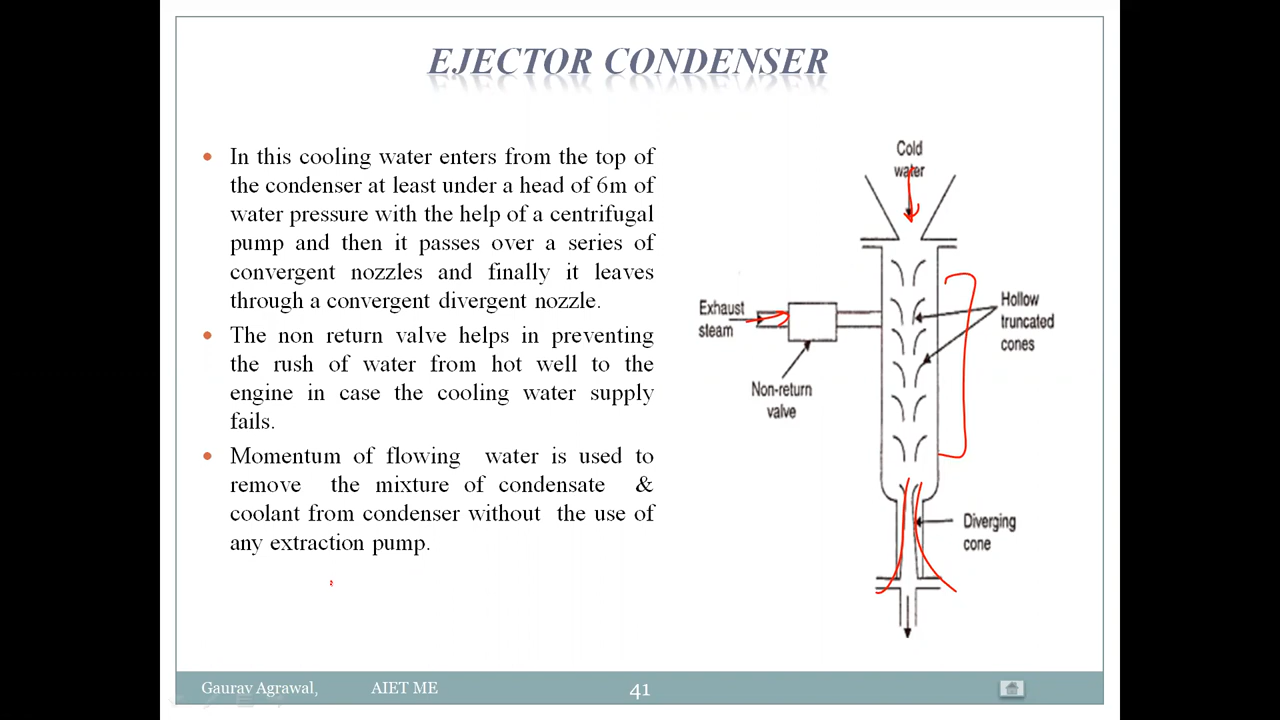 EJECTOR CONDENSER
• In this cooling water enters from the top of
the condenser at least under a head of 6m of
water pressure with the help of a centrifugal
pump and then it passes over a series of
convergent nozzles and finally it leaves
through a convergent divergent nozzle.
• The non return valve helps in preventing
the rush of water from hot well to the
engine in case the cooling water supply
fails.
• Momentum of flowing water is used to
remove the mixture of condensate &
coolant from condenser without the use of
any extraction pump.
Cold
water
Exhaust
steam
Non-return
valve
Hollow
truncated
cones
Diverging
cone
Gaurav Agrawal, AIET ME 41